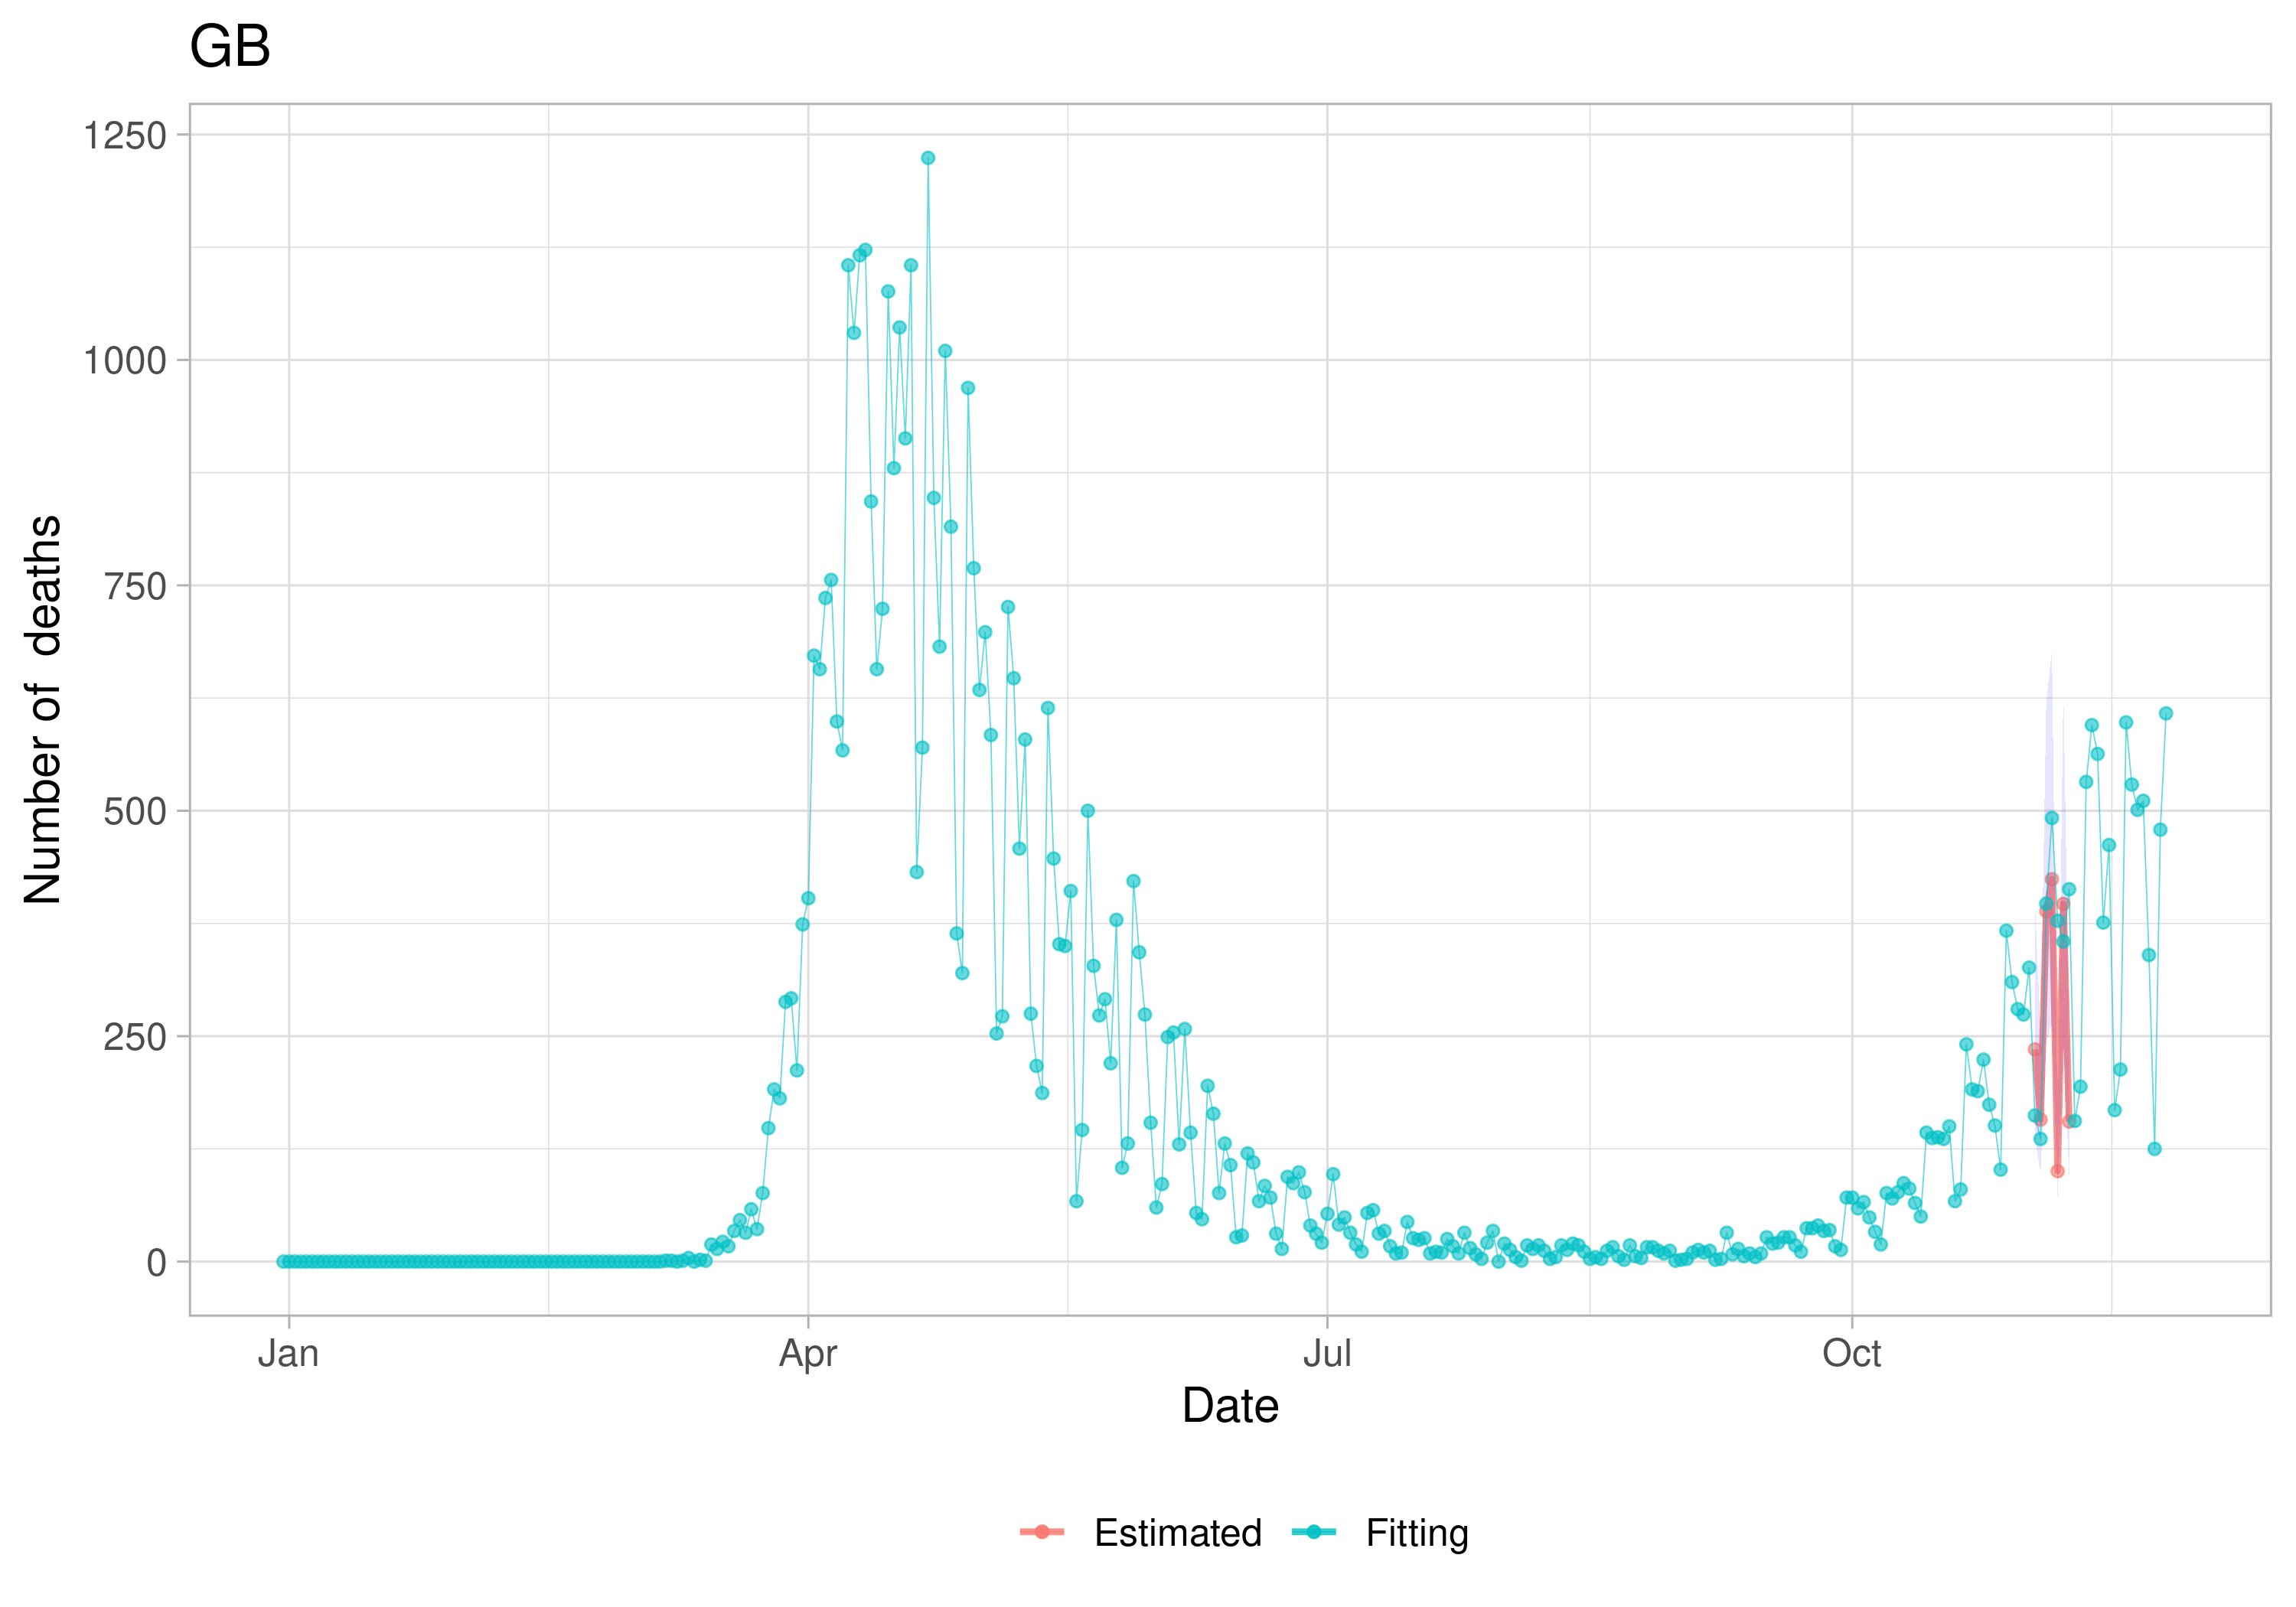 GB
1250
1000
750
500
250
0
Number of deaths
Jan Apr Jul Oct
Date
Estimated Fitting